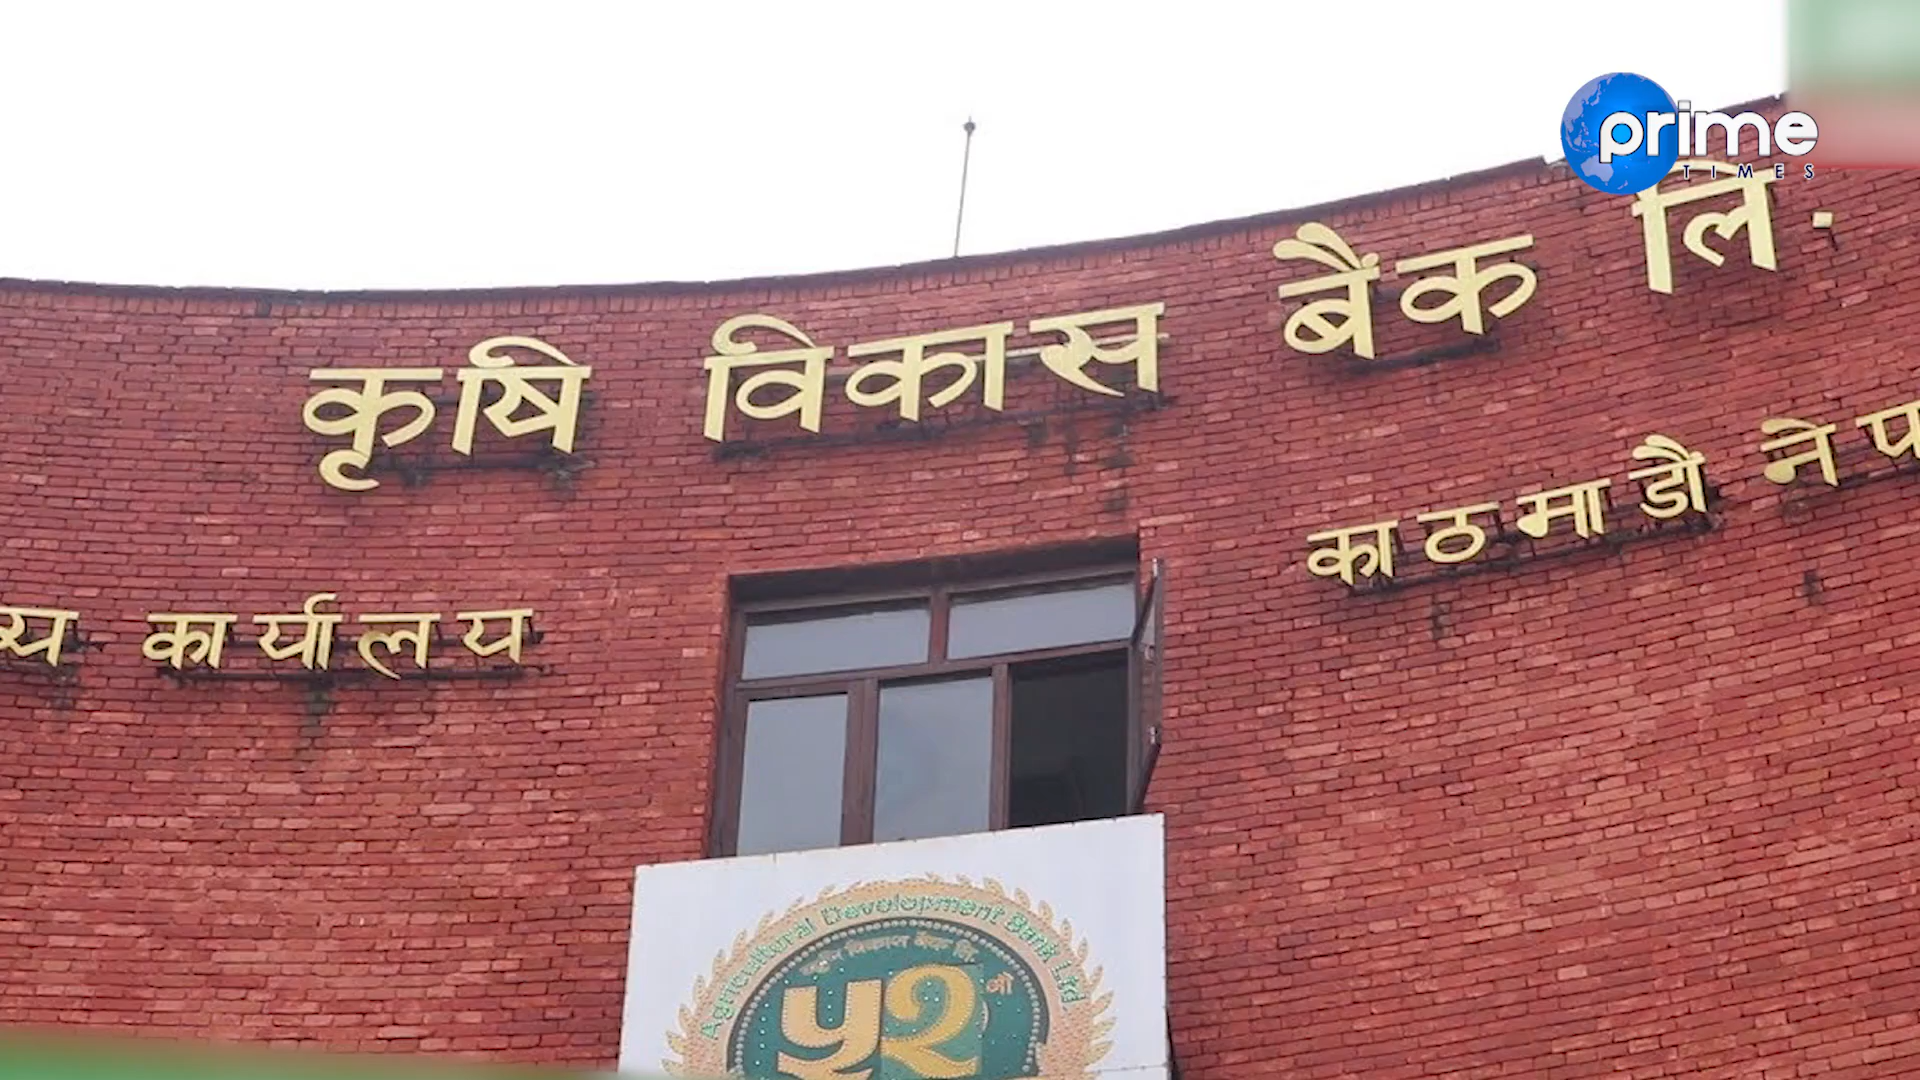 prime
TIMES
कृषि विकास बैंक लि.
कार्यालय
काठमाडौं नेप
Agricultural Development Bank Ltd
५२ औं